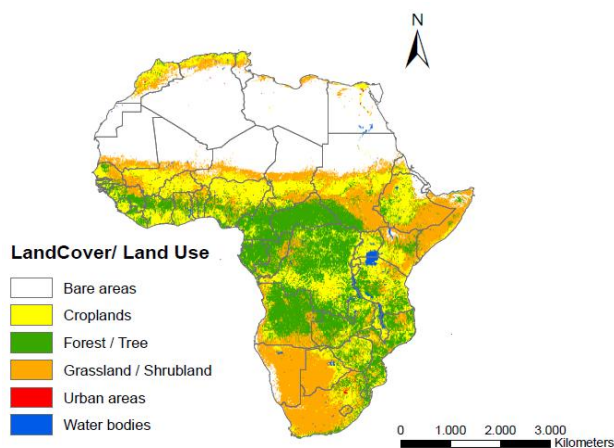 N
LandCover/ Land Use
Bare areas
Croplands
Forest / Tree
Grassland / Shrubland
Urban areas
Water bodies
0 1.000 2.000 3.000
Kilometers